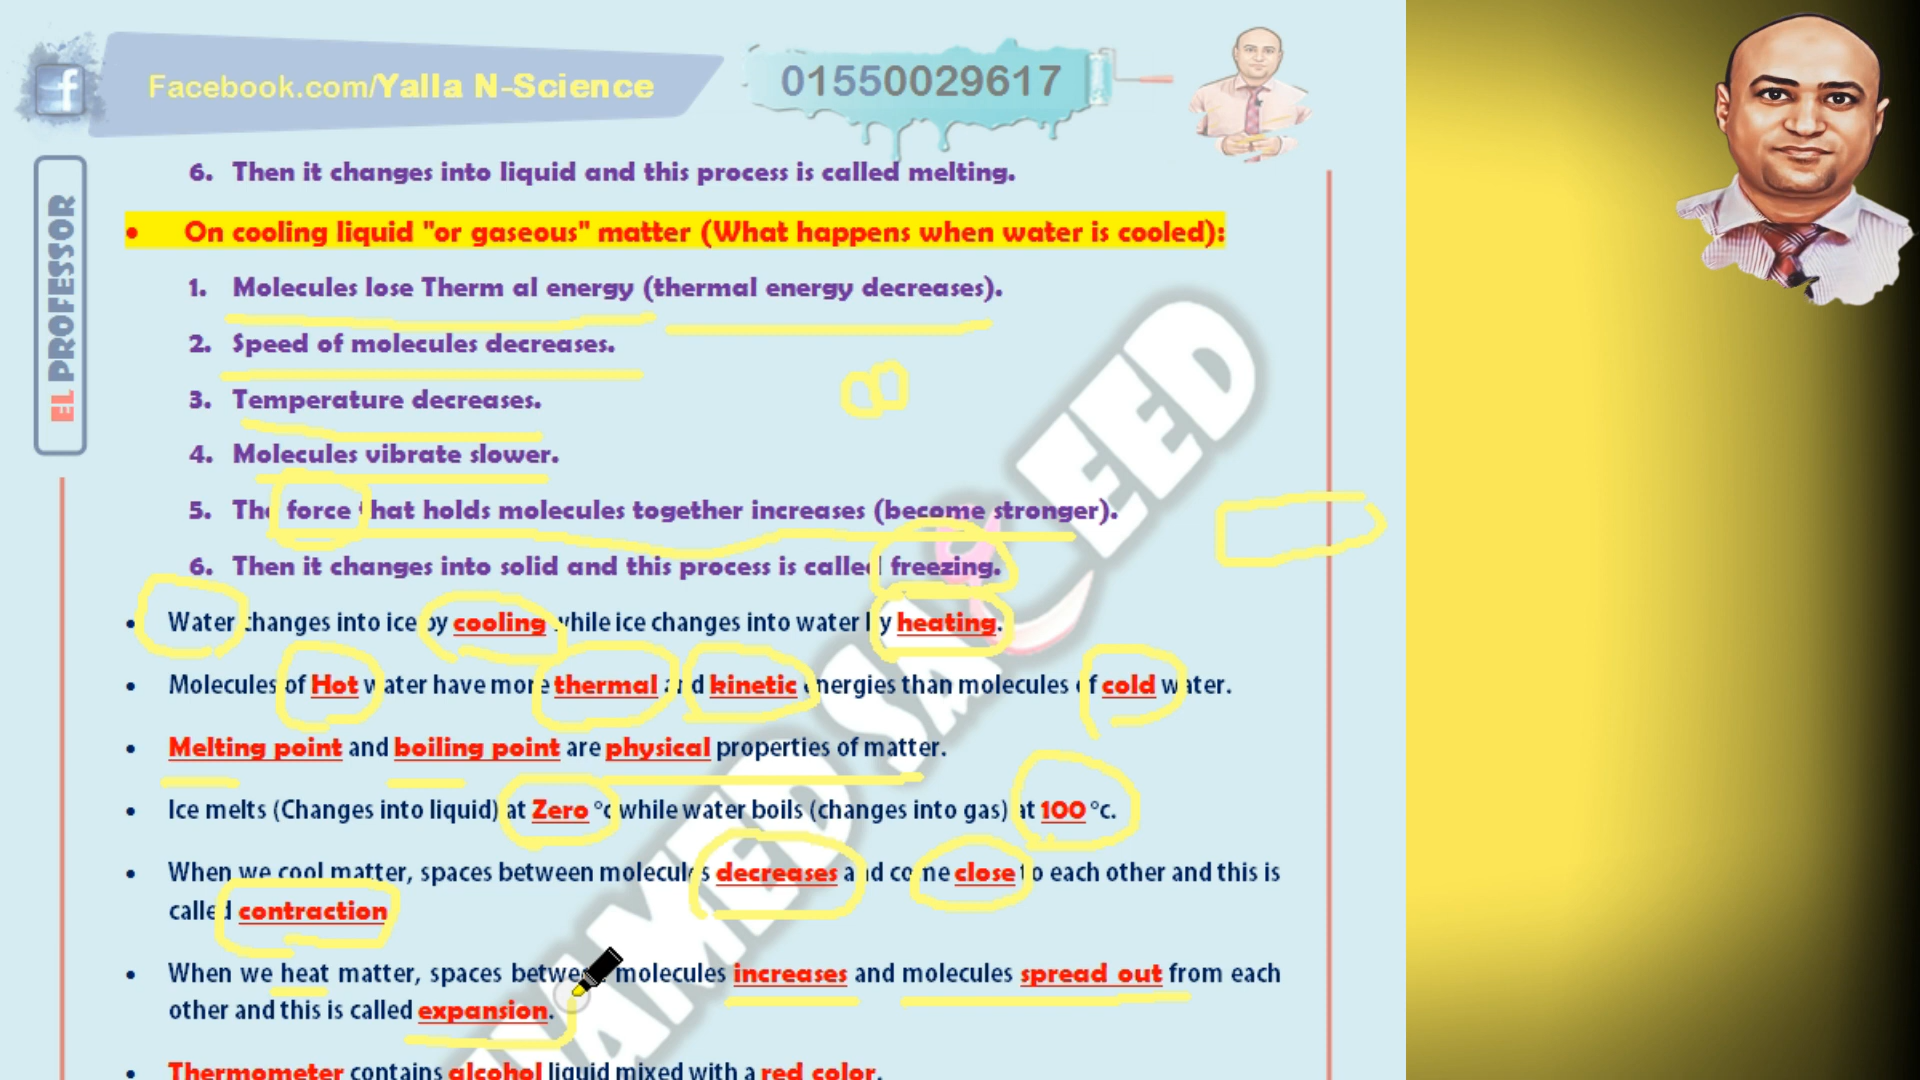 f Facebook.com/Yalla N-Science 01550029617
EL PROFESSOR
6. Then it changes into liquid and this process is called melting.
• On cooling liquid "or gaseous" matter (What happens when water is cooled):
1. Molecules lose Therm al energy (thermal energy decreases).
2. Speed of molecules decreases.
3. Temperature decreases.
4. Molecules vibrate slower.
5. The force that holds molecules together increases (become stronger).
6. Then it changes into solid and this process is called freezing.
• Water changes into ice by cooling while ice changes into water by heating.
• Molecules of Hot water have more thermal and kinetic energies than molecules of cold water.
• Melting point and boiling point are physical properties of matter.
• Ice melts (Changes into liquid) at Zero °c while water boils (changes into gas) at 100 °c.
• When we cool matter, spaces between molecules decreases and come close to each other and this is
called contraction
• When we heat matter, spaces between molecules increases and molecules spread out from each
other and this is called expansion.
• Thermometer contains alcohol liquid mixed with a red color.